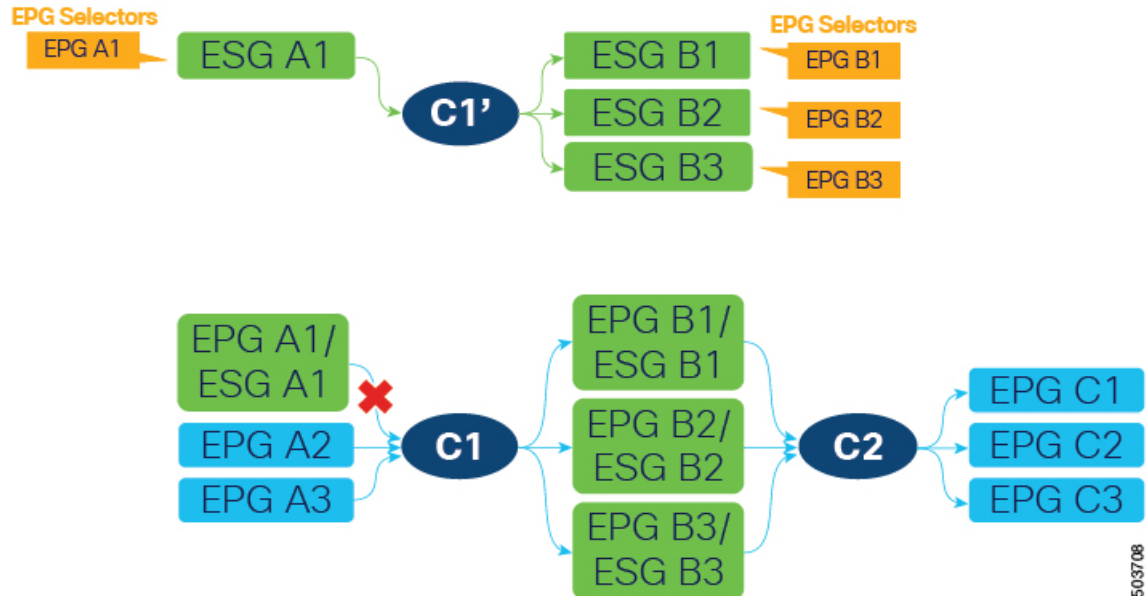 EPG Selectors
EPG A1
ESG A1
C1’
ESG B1
ESG B2
ESG B3
EPG Selectors
EPG B1
EPG B2
EPG B3
EPG A1/
ESG A1
EPG A2
EPG A3
C1
EPG B1/
ESG B1
EPG B2/
ESG B2
EPG B3/
ESG B3
C2
EPG C1
EPG C2
EPG C3
503708